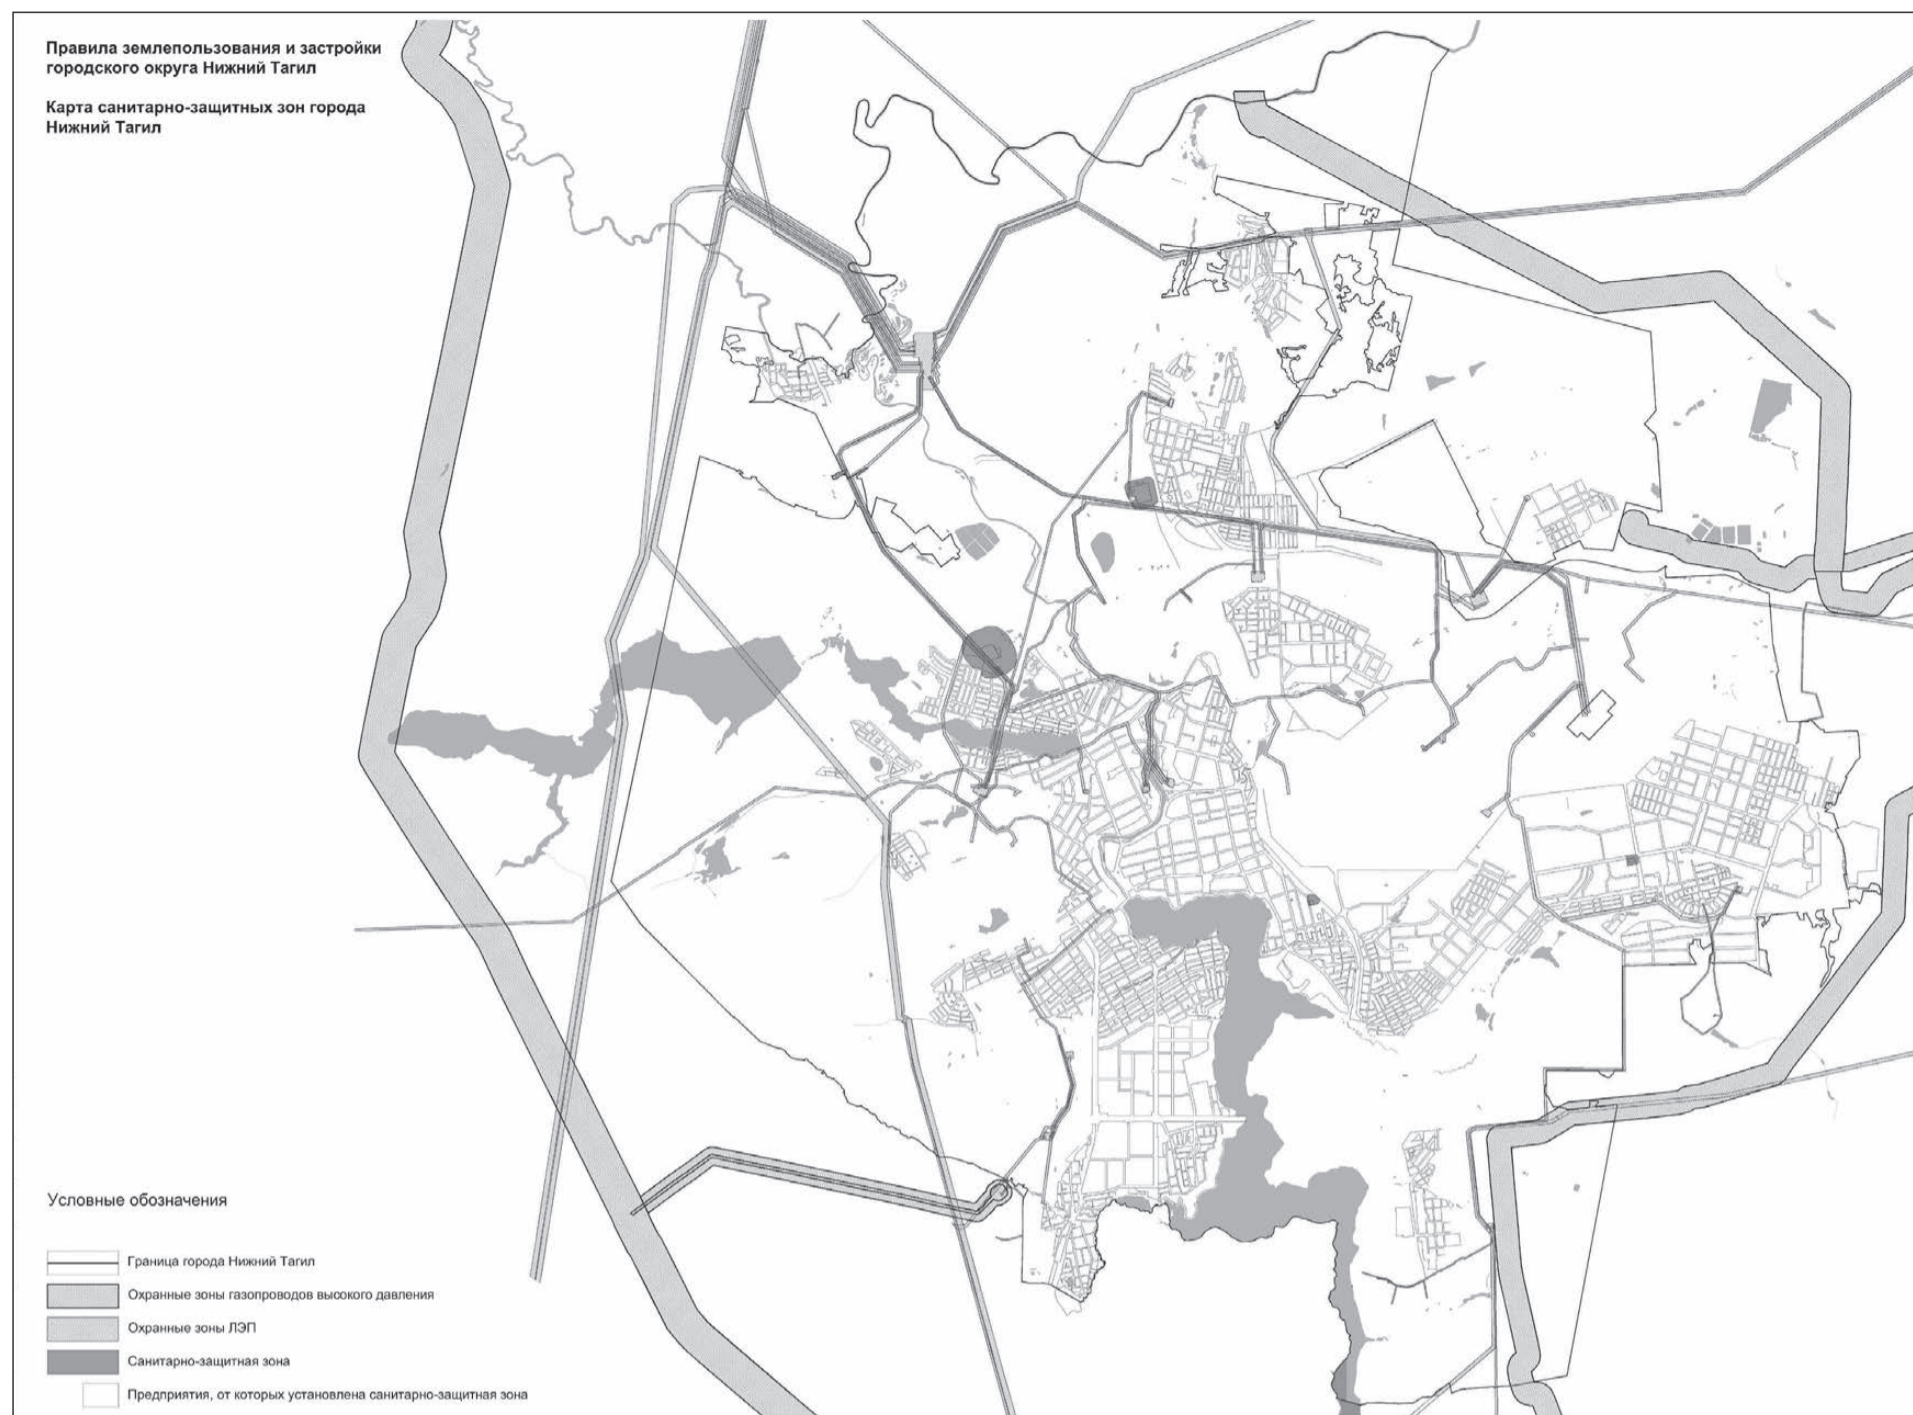 Правила землепользования и застройки
городского округа Нижний Тагил
Карта санитарно-защитных зон города
Нижний Тагил
Условные обозначения
Граница города Нижний Тагил
Охранные зоны газопроводов высокого давления
Охранные зоны ЛЭП
Санитарно-защитная зона
Предприятия, от которых установлена санитарно-защитная зона